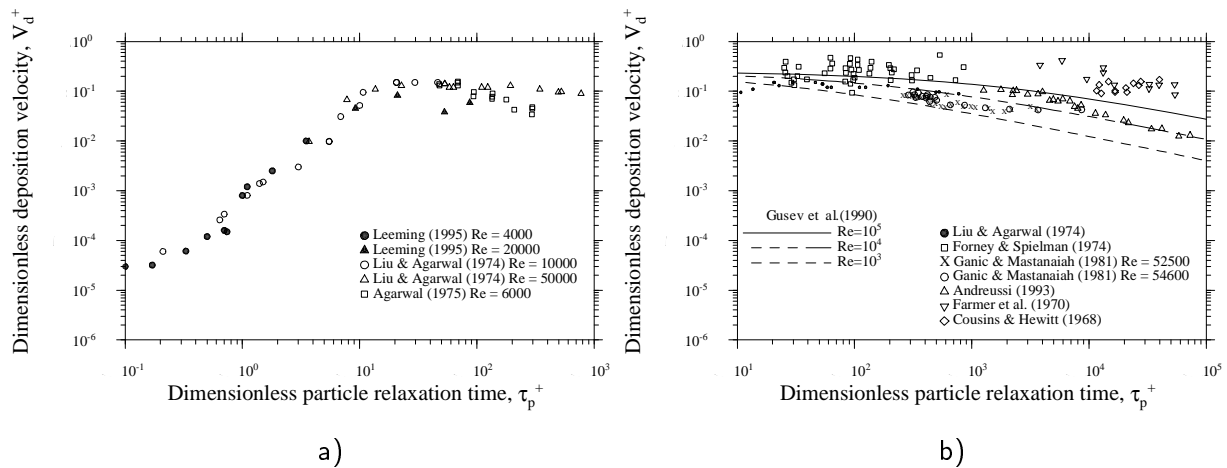 Dimensionless deposition velocity, V_d^+
10^0
10^-1
10^-2
10^-3
10^-4
10^-5
10^-6
10^-1
10^0
10^1
10^2
10^3
Dimensionless particle relaxation time, τ_p^+
Leeming (1995) Re = 4000
Leeming (1995) Re = 20000
Liu & Agarwal (1974) Re = 10000
Liu & Agarwal (1974) Re = 50000
Agarwal (1975) Re = 6000
a)
Dimensionless deposition velocity, V_d^+
10^0
10^-1
10^-2
10^-3
10^-4
10^-5
10^-6
10^1
10^2
10^3
10^4
10^5
Dimensionless particle relaxation time, τ_p^+
Gusev et al.(1990)
Re=10^5
Re=10^4
Re=10^3
Liu & Agarwal (1974)
Forney & Spielman (1974)
X Ganic & Mastanaiah (1981) Re = 52500
Ganic & Mastanaiah (1981) Re = 54600
Andreussi (1993)
Farmer et al. (1970)
Cousins & Hewitt (1968)
b)